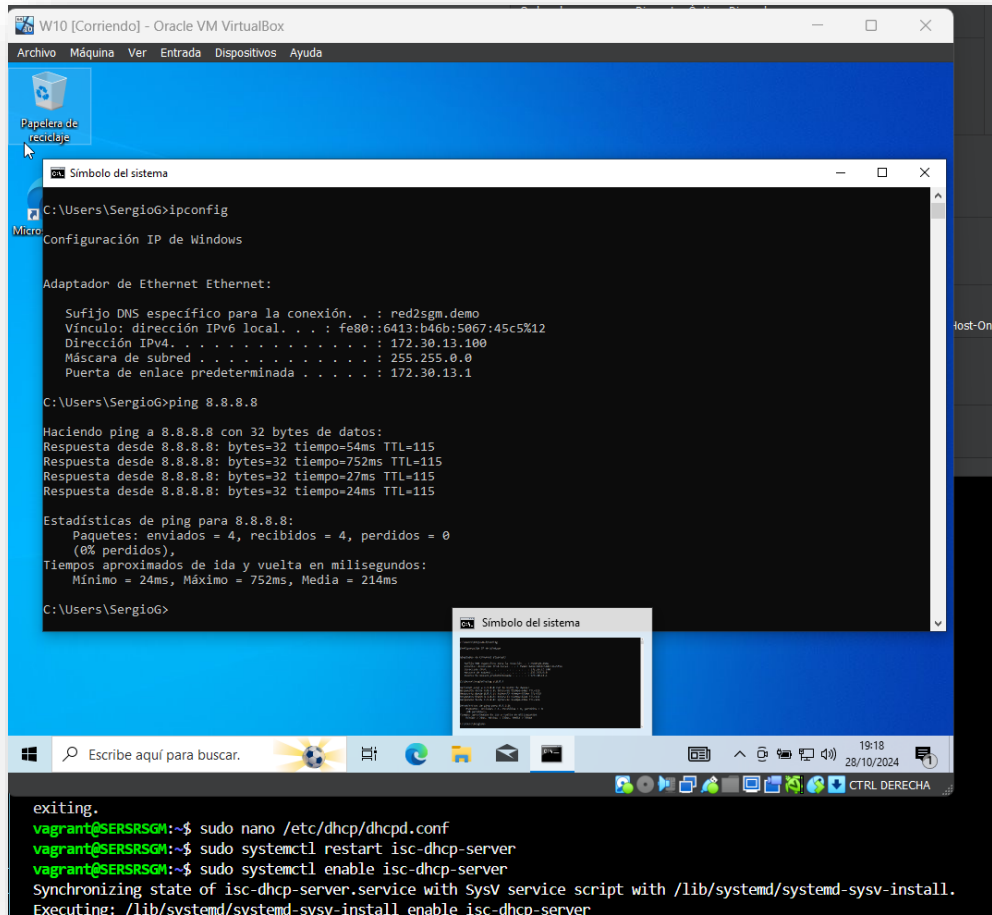 W10 [Corriendo] - Oracle VM VirtualBox
Archivo Máquina Ver Entrada Dispositivos Ayuda
Papelera de
reciclaje
Símbolo del sistema
C:\Users\SergioG>ipconfig
Micro
Configuración IP de Windows
Adaptador de Ethernet Ethernet:
Sufijo DNS específico para la conexión. . : red2sgm.demo
Vínculo: dirección IPv6 local. . . : fe80::6413:b46b:5067:45c5%12
Host-On
Dirección IPv4. . . . . . . . . . . . . . : 172.30.13.100
Máscara de subred . . . . . . . . . . . . : 255.255.0.0
Puerta de enlace predeterminada . . . . . : 172.30.13.1
C:\Users\SergioG>ping 8.8.8.8
Haciendo ping a 8.8.8.8 con 32 bytes de datos:
Respuesta desde 8.8.8.8: bytes=32 tiempo=54ms TTL=115
Respuesta desde 8.8.8.8: bytes=32 tiempo=752ms TTL=115
Respuesta desde 8.8.8.8: bytes=32 tiempo=27ms TTL=115
Respuesta desde 8.8.8.8: bytes=32 tiempo=24ms TTL=115
Estadísticas de ping para 8.8.8.8:
Paquetes: enviados = 4, recibidos = 4, perdidos = 0
(0% perdidos),
Tiempos aproximados de ida y vuelta en milisegundos:
Mínimo = 24ms, Máximo = 752ms, Media = 214ms
C:\Users\SergioG>
Símbolo del sistema
Escribe aquí para buscar.
19:18
28/10/2024
1
CTRL DERECHA
exiting.
vagrant@SERSRSGM:~$ sudo nano /etc/dhcp/dhcpd.conf
vagrant@SERSRSGM:~$ sudo systemctl restart isc-dhcp-server
vagrant@SERSRSGM:~$ sudo systemctl enable isc-dhcp-server
Synchronizing state of isc-dhcp-server.service with SysV service script with /lib/systemd/systemd-sysv-install.
Executing: /lib/systemd/systemd-sysv-install enable isc-dhcp-server